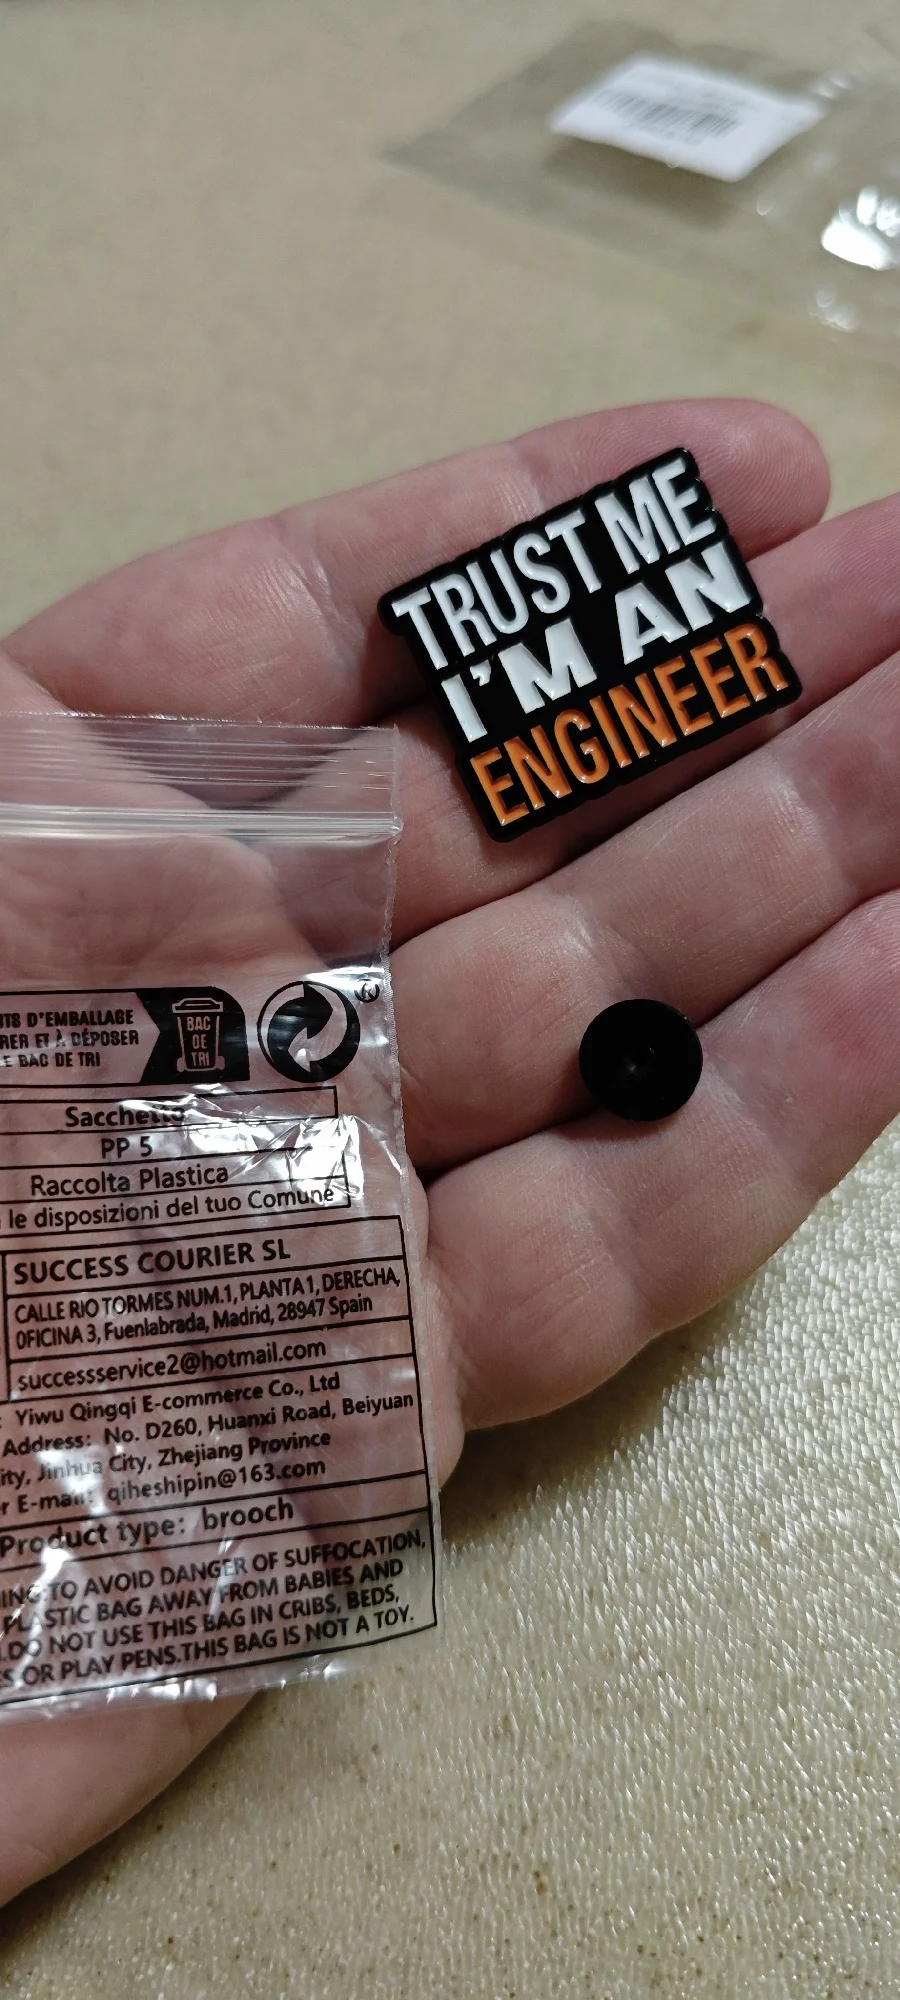 TRUST ME
I'M AN
ENGINEER
®
D'EMBALLAGE
ET À DÉPOSER
BAC DE TRI
BAC
DE
TRI
Sacchetto
PP 5
Raccolta Plastica
le disposizioni del tuo Comune
SUCCESS COURIER SL
CALLE RIO TORMES NUM.1, PLANTA 1, DERECHA,
OFICINA 3, Fuenlabrada, Madrid, 28947 Spain
successservice2@hotmail.com
Yiwu Qingqi E-commerce Co., Ltd
Address: No. D260, Huanxi Road, Beiyuan
Jinhua City, Zhejiang Province
E-mail: qiheshipin@163.com
Product type: brooch
TO AVOID DANGER OF SUFFOCATION,
PLASTIC BAG AWAY FROM BABIES AND
DO NOT USE THIS BAG IN CRIBS, BEDS,
OR PLAY PENS.THIS BAG IS NOT A TOY.